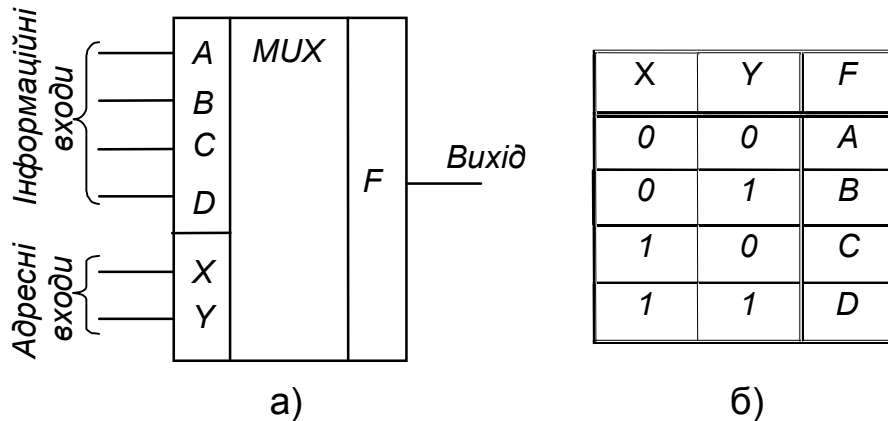 Інформаційні
входи
Адресні
входи
A
B
C
D
X
Y
MUX
F
Вихід
а)
X Y F
0 0 A
0 1 B
1 0 C
1 1 D
б)